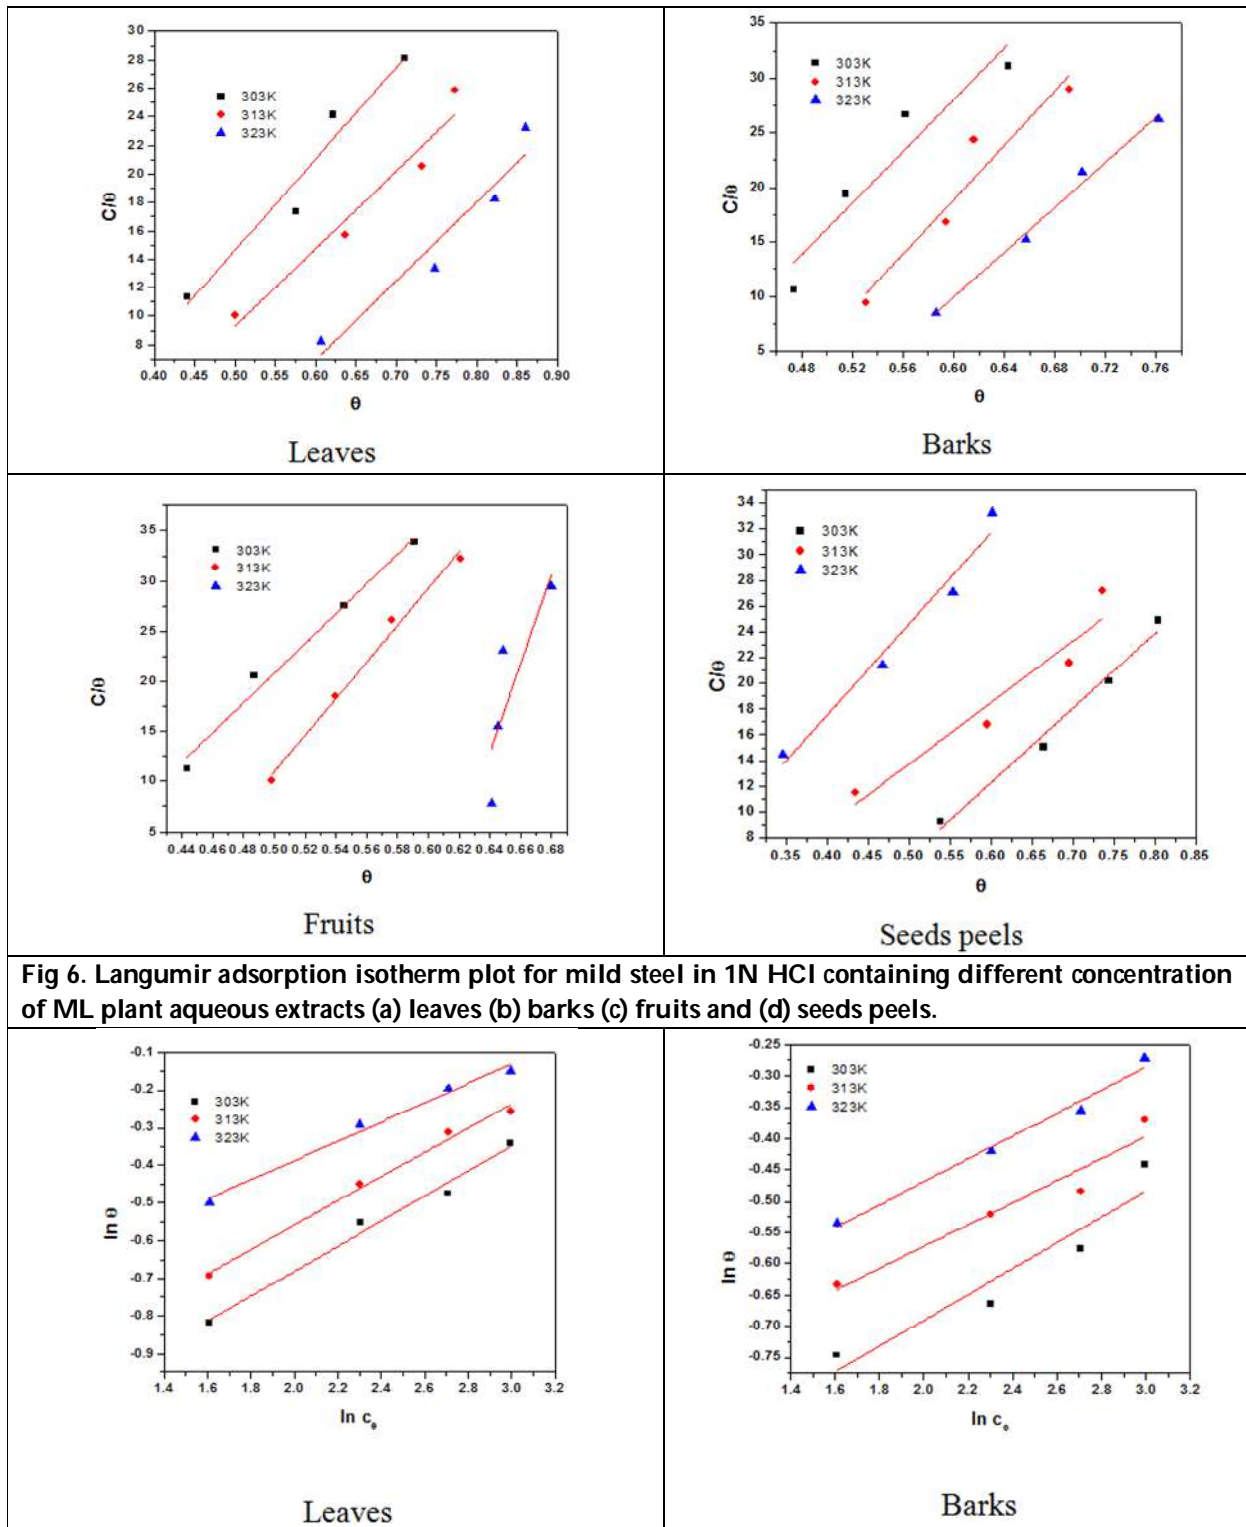 30
28
26
24
22
20
18
16
14
12
10
8
C/θ
303K
313K
323K
0.40 0.45 0.50 0.55 0.60 0.65 0.70 0.75 0.80 0.85 0.90
θ
Leaves
35
30
25
20
15
10
5
C/θ
303K
313K
323K
0.48 0.52 0.56 0.60 0.64 0.68 0.72 0.76
θ
Barks
35
30
25
20
15
10
5
C/θ
303K
313K
323K
0.44 0.46 0.48 0.50 0.52 0.54 0.56 0.58 0.60 0.62 0.64 0.66 0.68
θ
Fruits
34
32
30
28
26
24
22
20
18
16
14
12
10
8
C/θ
303K
313K
323K
0.35 0.40 0.45 0.50 0.55 0.60 0.65 0.70 0.75 0.80 0.85
θ
Seeds peels
Fig 6. Langumir adsorption isotherm plot for mild steel in 1N HCl containing different concentration
of ML plant aqueous extracts (a) leaves (b) barks (c) fruits and (d) seeds peels.
-0.1
-0.2
-0.3
-0.4
-0.5
-0.6
-0.7
-0.8
-0.9
ln θ
303K
313K
323K
1.4 1.6 1.8 2.0 2.2 2.4 2.6 2.8 3.0 3.2
Leaves
-0.25
-0.30
-0.35
-0.40
-0.45
-0.50
-0.55
-0.60
-0.65
-0.70
-0.75
ln θ
303K
313K
323K
1.4 1.6 1.8 2.0 2.2 2.4 2.6 2.8 3.0 3.2
Barks